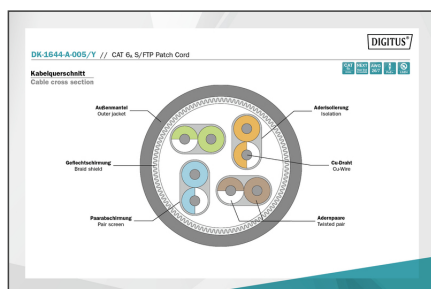 DIGITUS®
DK-1644-A-005/Y // CAT 6A S/FTP Patch Cord
Kabelquerschnitt
Cable cross section
Außenmantel
Outer jacket
Aderisolierung
Isolation
Geflechtschirmung
Braid shield
Cu-Draht
Cu-Wire
Paarabschirmung
Pair screen
Adernpaare
Twisted pair